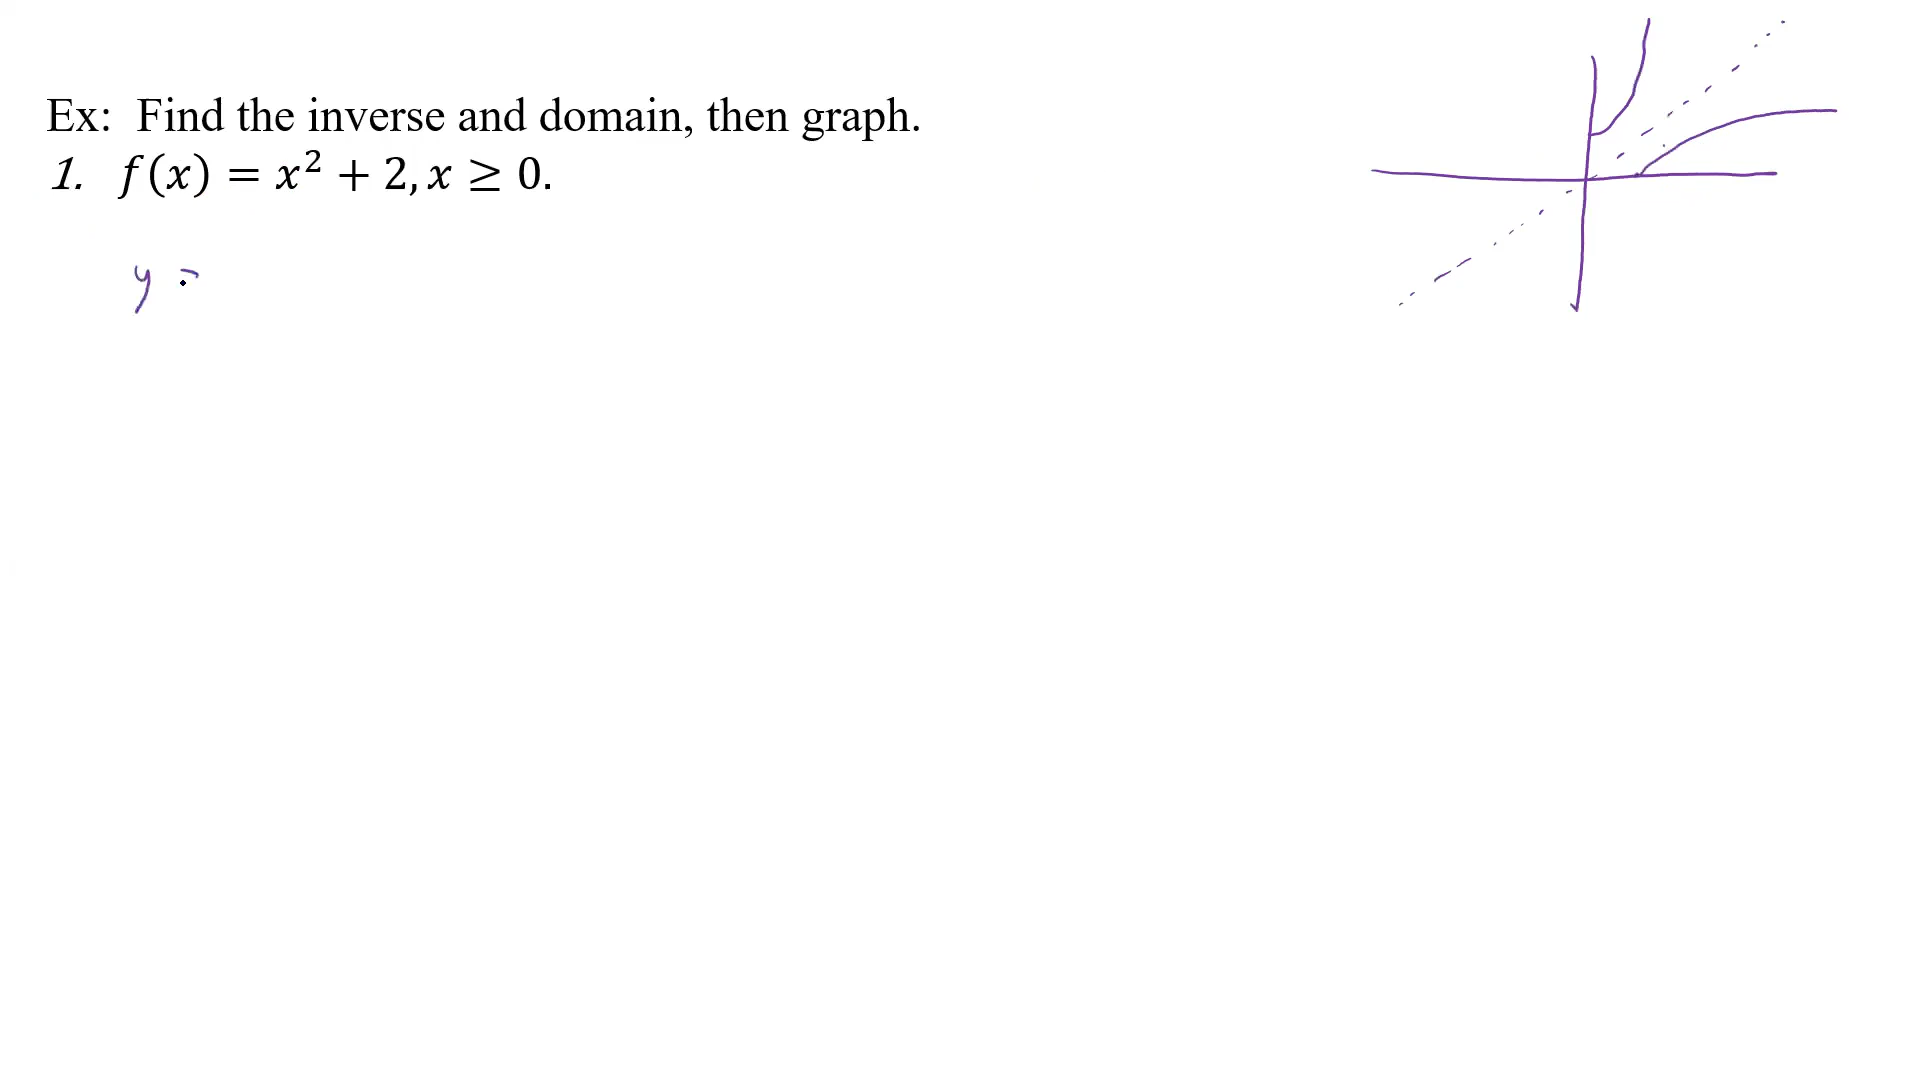 Ex: Find the inverse and domain, then graph.
1. f(x) = x² + 2, x ≥ 0.
y =